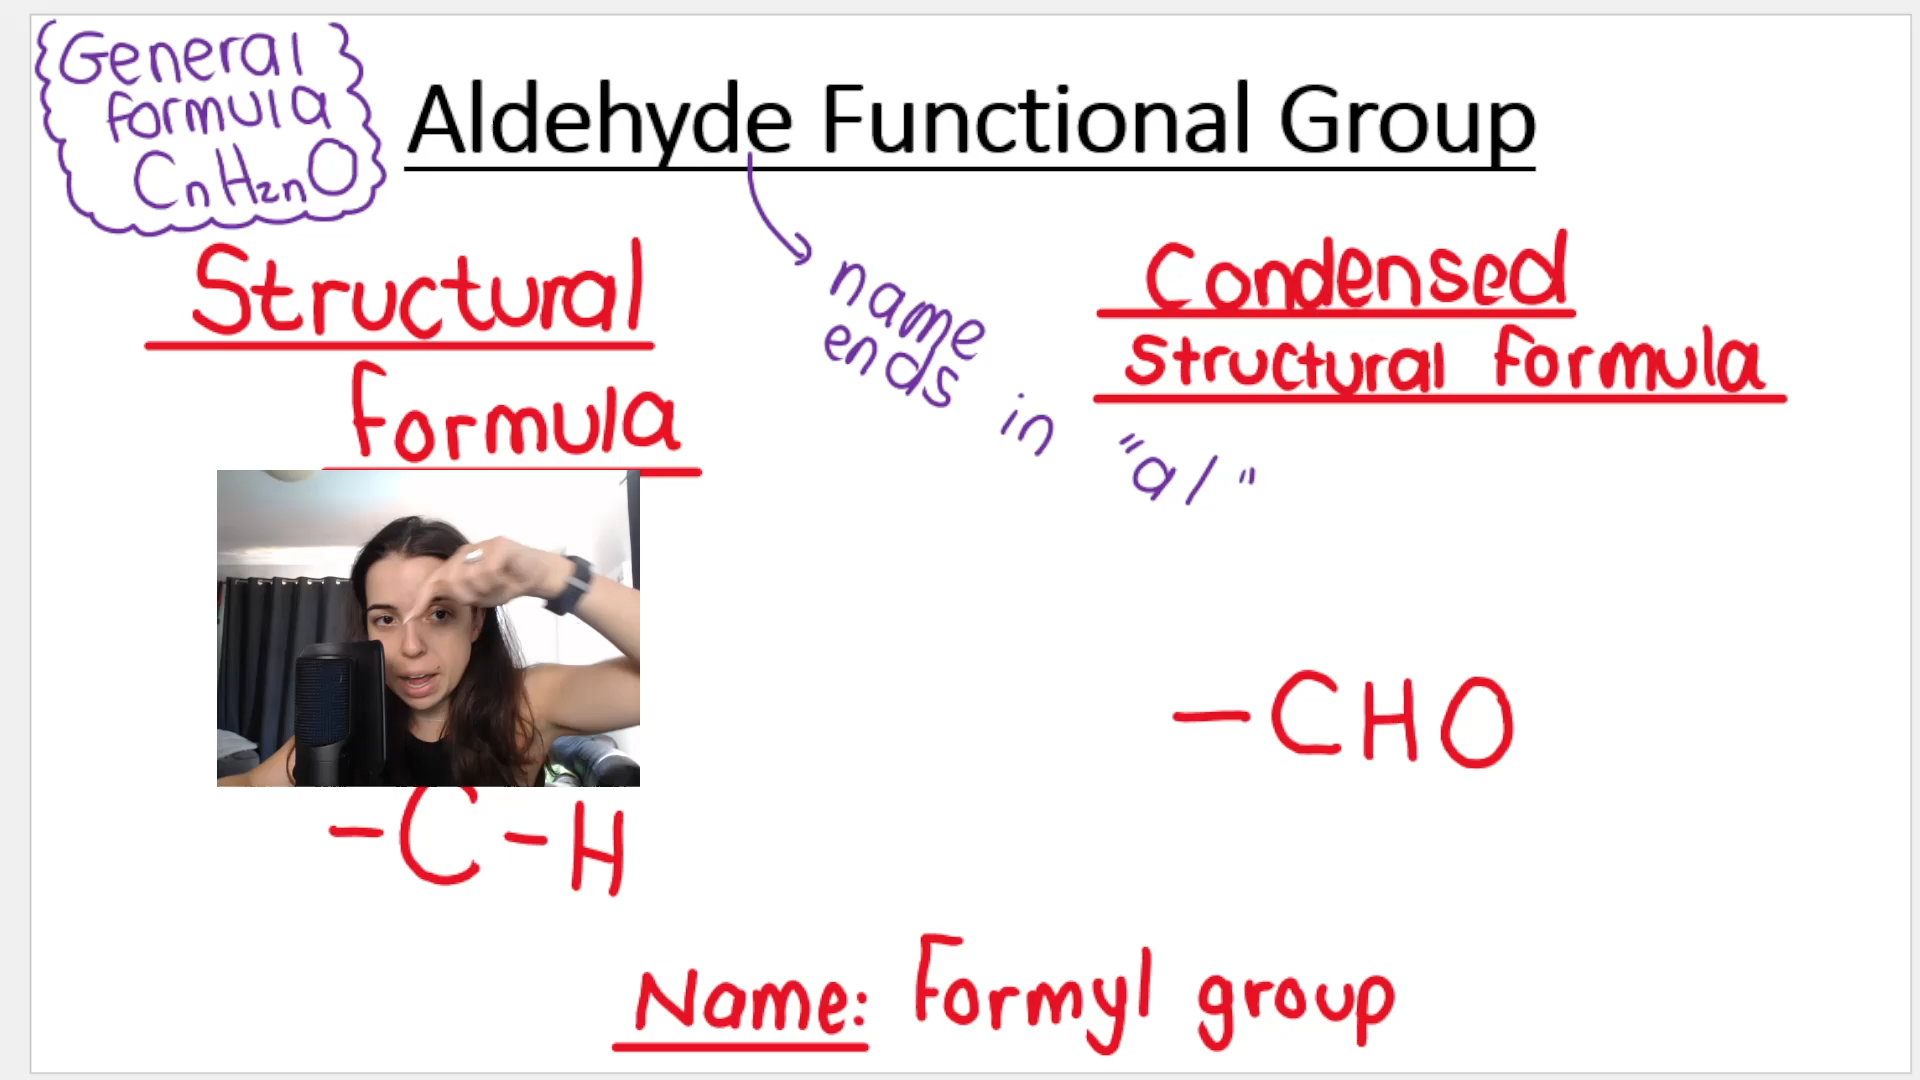 General
formula
CnH2nO
Aldehyde Functional Group
name
ends in "al"
Structural
formula
Condensed
Structural formula
-CHO
-C-H
Name: Formyl group